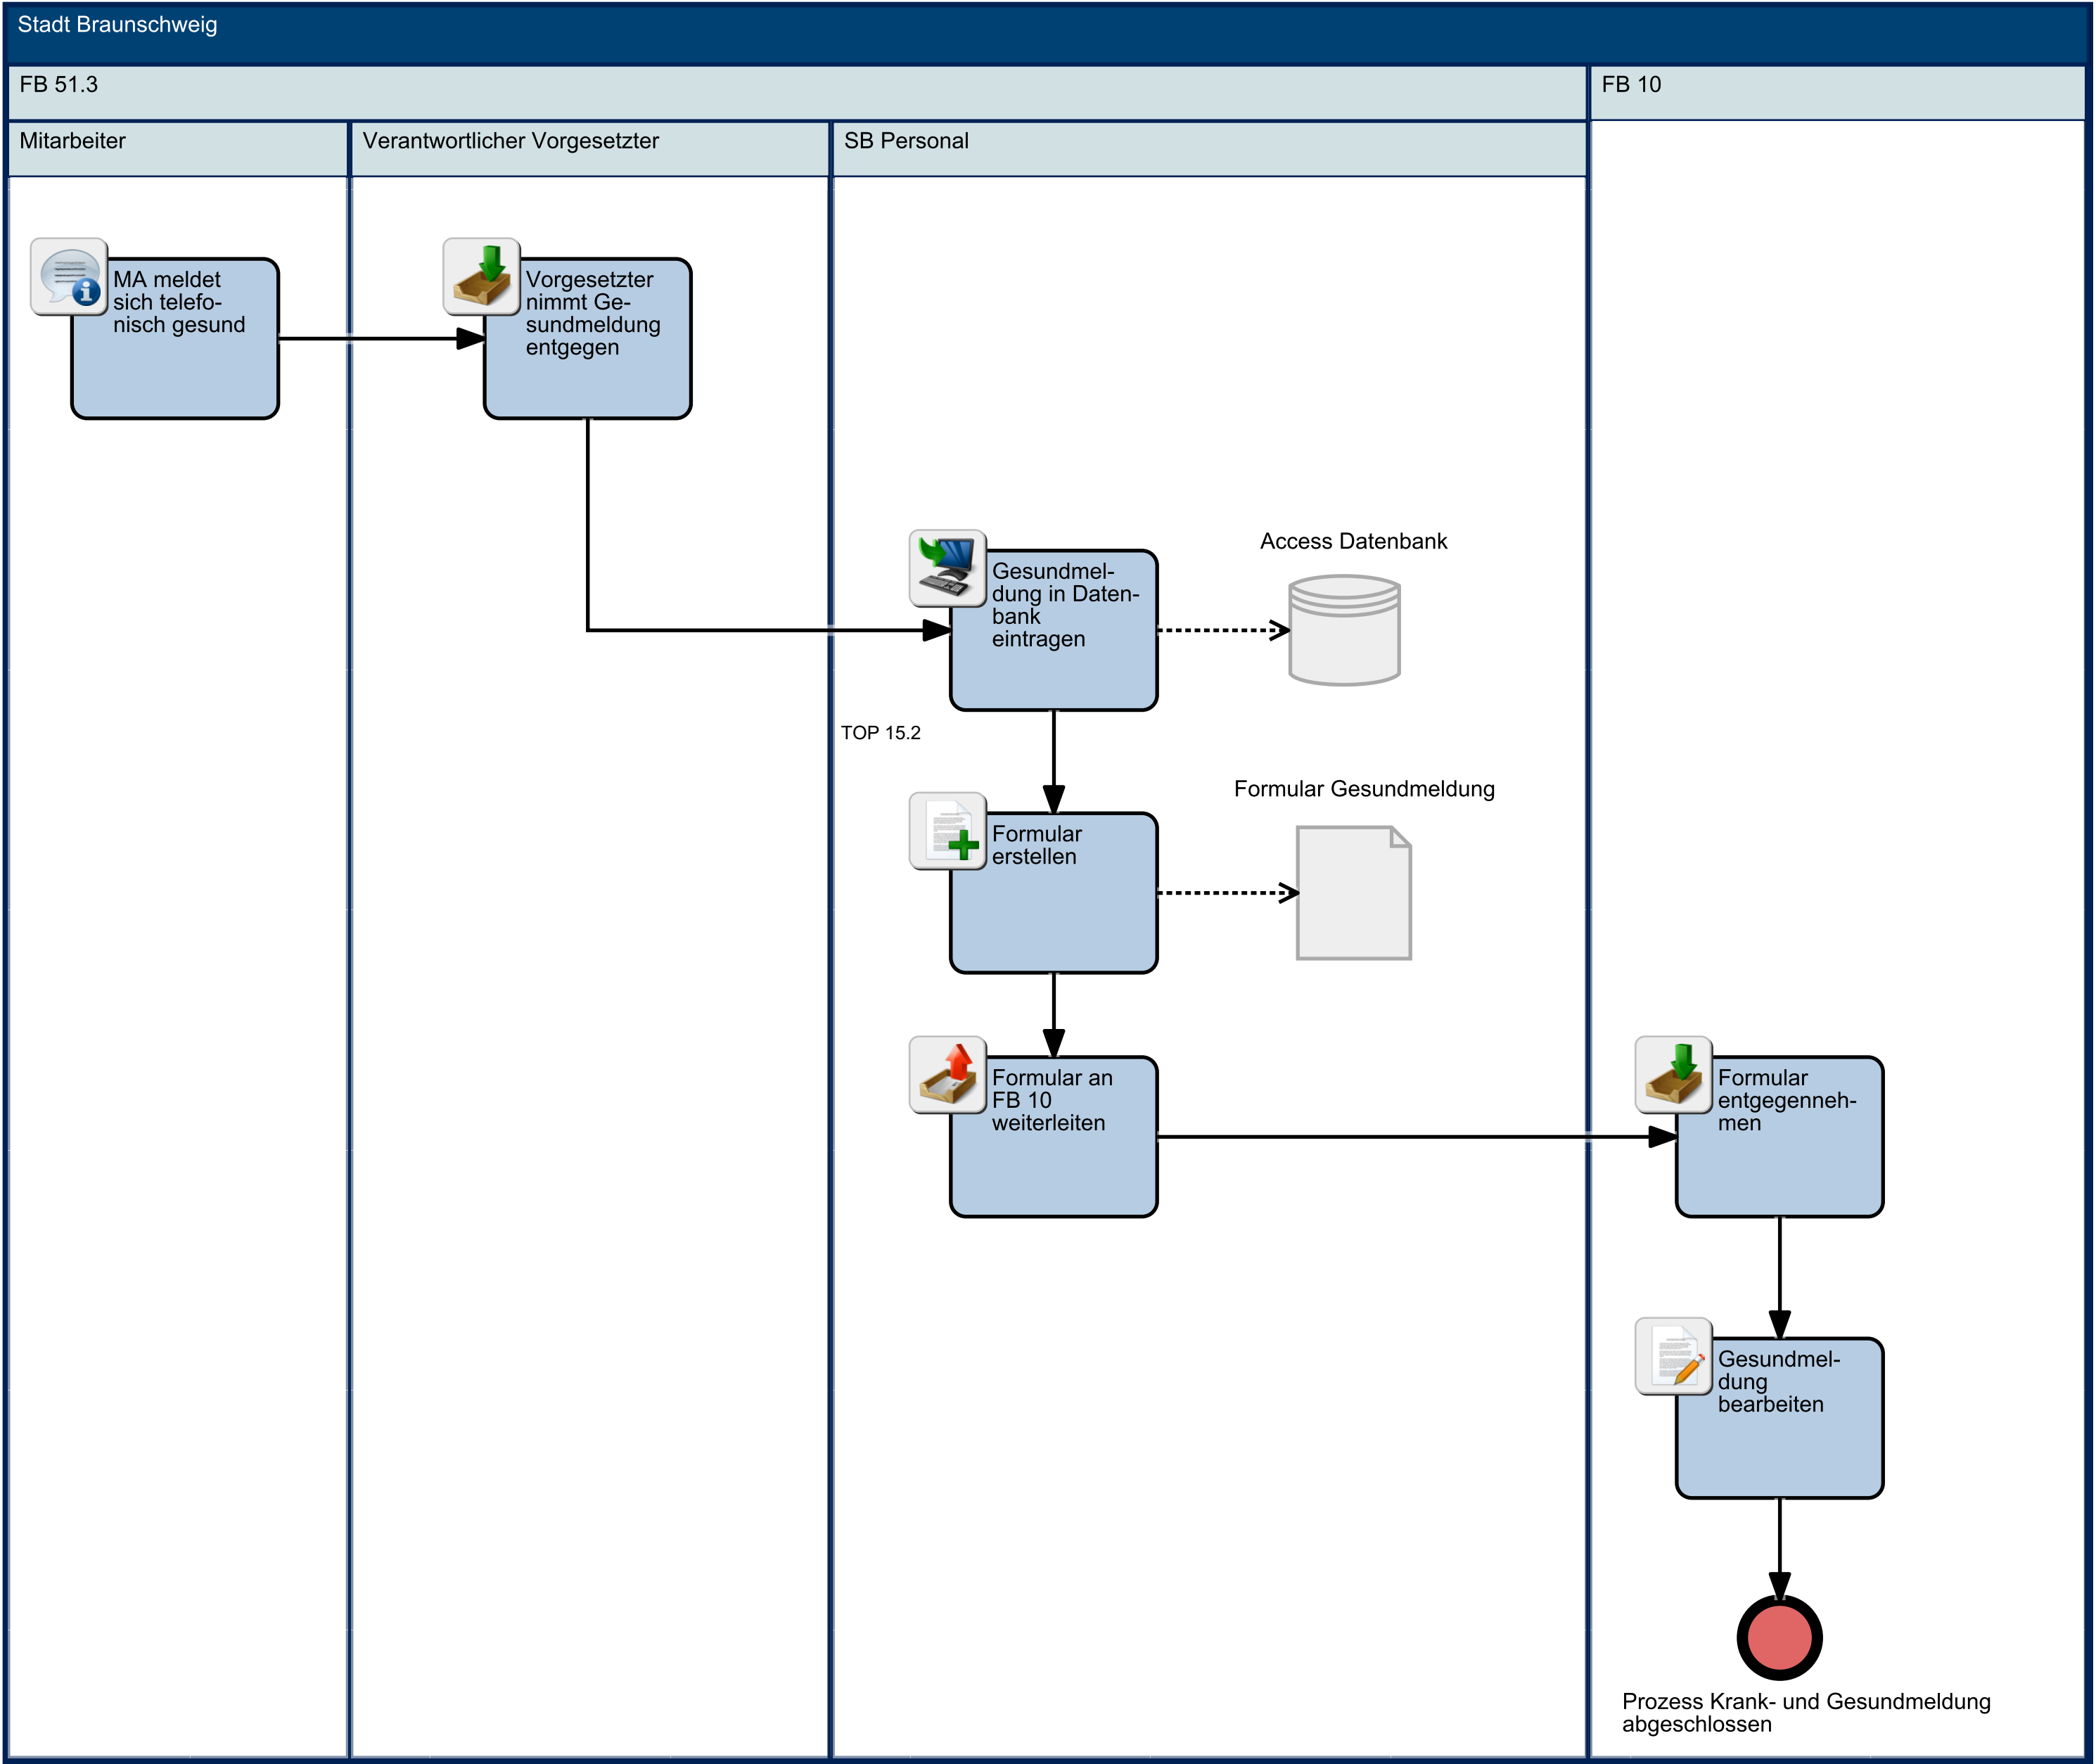 Stadt Braunschweig
FB 51.3
FB 10
Mitarbeiter
Verantwortlicher Vorgesetzter
SB Personal
MA meldet
sich telefo-
nisch gesund
Vorgesetzter
nimmt Ge-
sundmeldung
entgegen
Gesundmel-
dung in Daten-
bank
eintragen
Access Datenbank
TOP 15.2
Formular
erstellen
Formular Gesundmeldung
Formular an
FB 10
weiterleiten
Formular
entgegenneh-
men
Gesundmel-
dung
bearbeiten
Prozess Krank- und Gesundmeldung
abgeschlossen